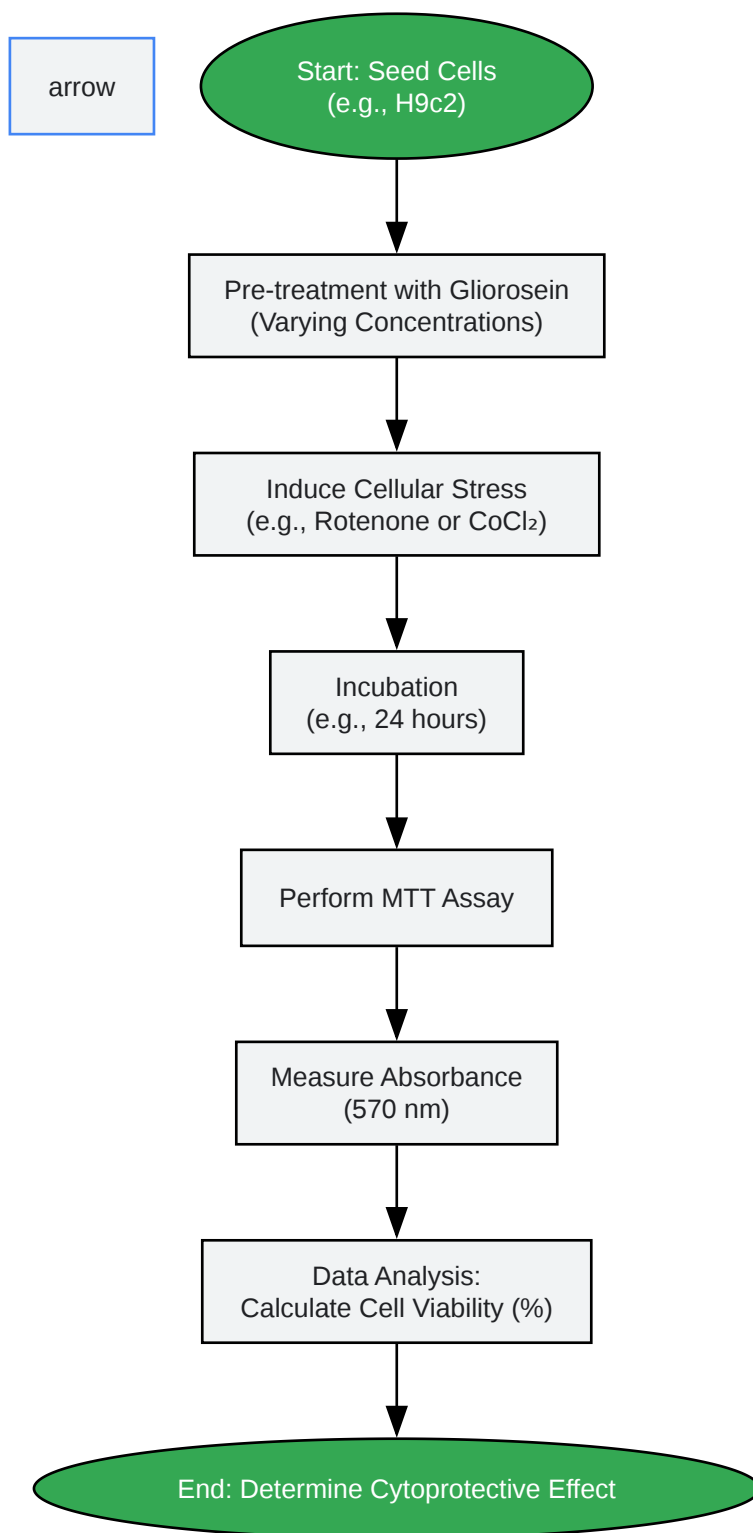 arrow
Start: Seed Cells
(e.g., H9c2)
Pre-treatment with Gliorosein
(Varying Concentrations)
Induce Cellular Stress
(e.g., Rotenone or CoCl₂)
Incubation
(e.g., 24 hours)
Perform MTT Assay
Measure Absorbance
(570 nm)
Data Analysis:
Calculate Cell Viability (%)
End: Determine Cytoprotective Effect